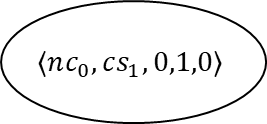 ⟨nc₀, cs₁, 0,1,0⟩